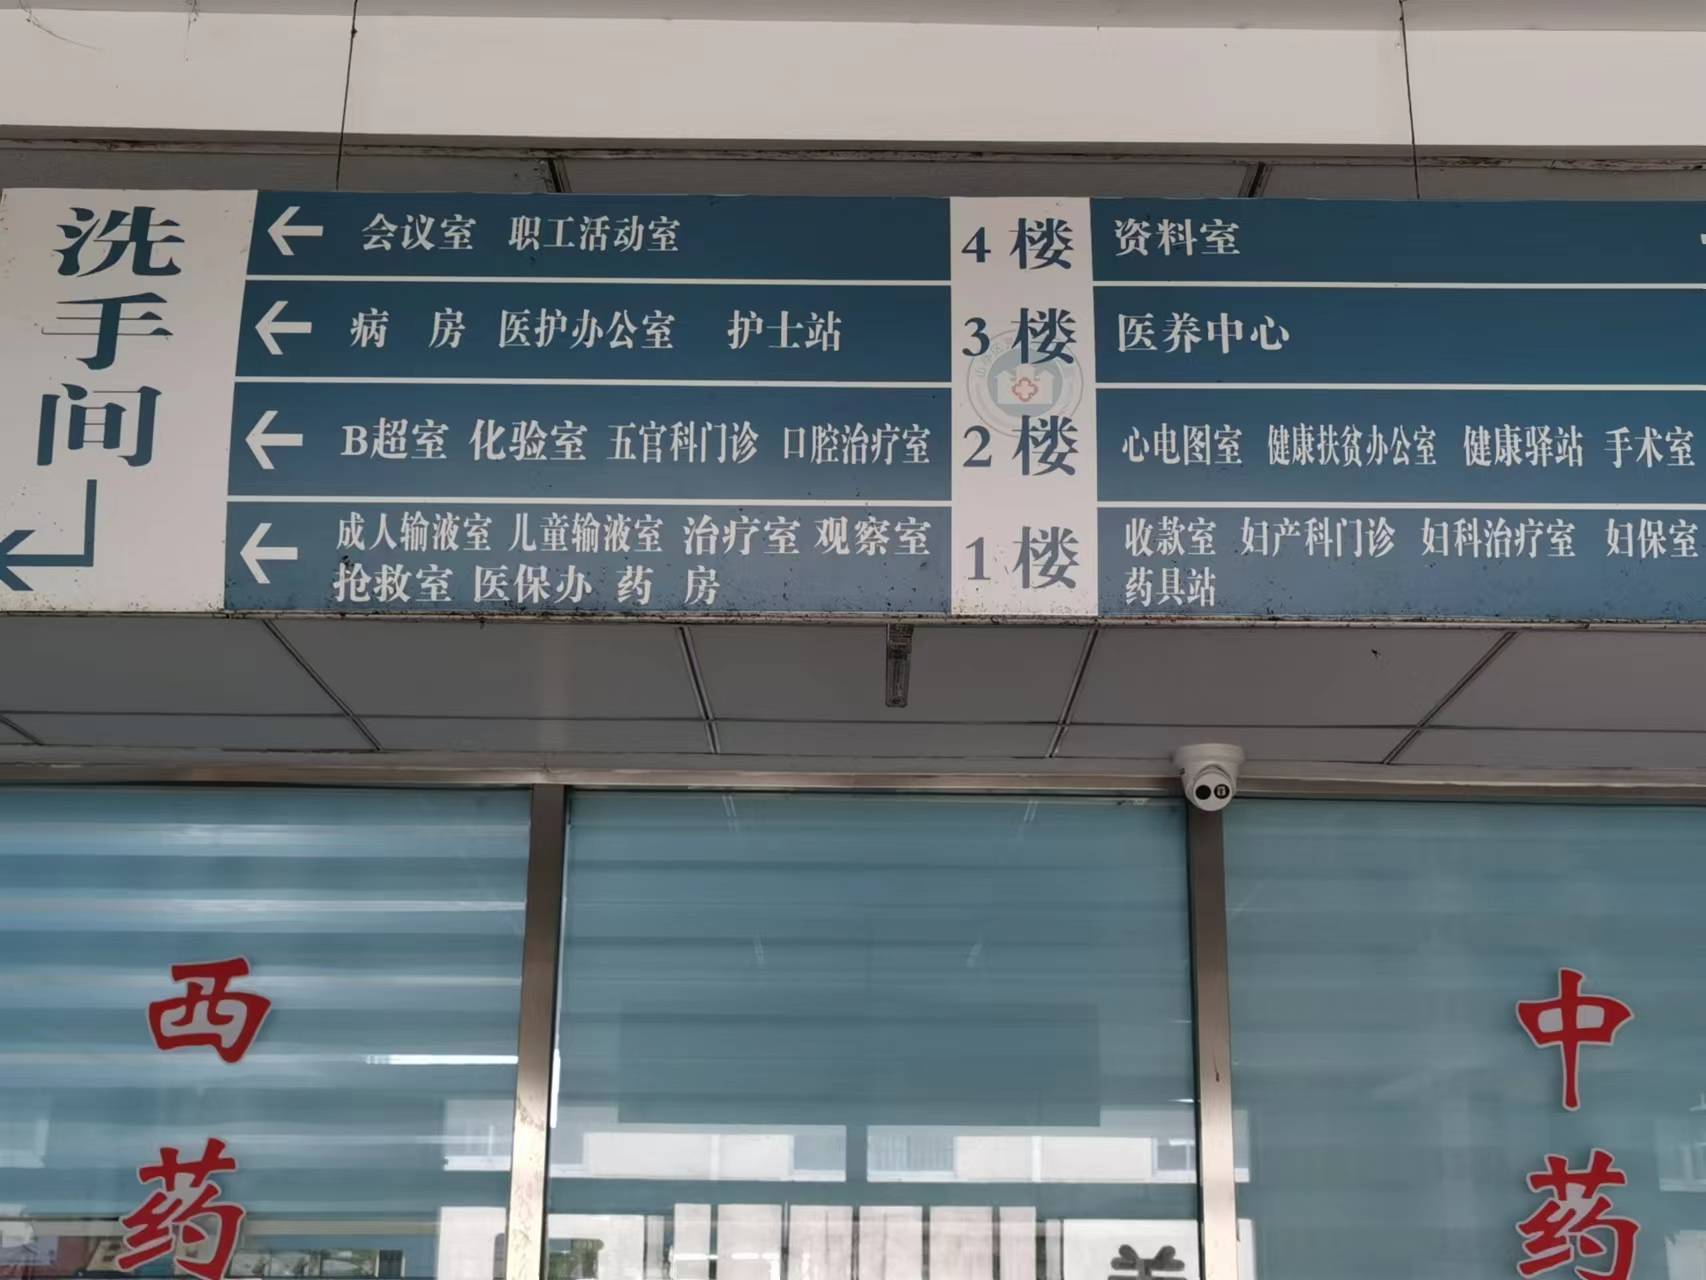 洗手间
会议室 职工活动室 4楼 资料室
病 房 医护办公室 护士站 3楼 医养中心
B超室 化验室 五官科门诊 口腔治疗室 2楼 心电图室 健康扶贫办公室 健康驿站 手术室
成人输液室 儿童输液室 治疗室 观察室 1楼 收款室 妇产科门诊 妇科治疗室 妇保室
抢救室 医保办 药 房 药具站
西药
中药